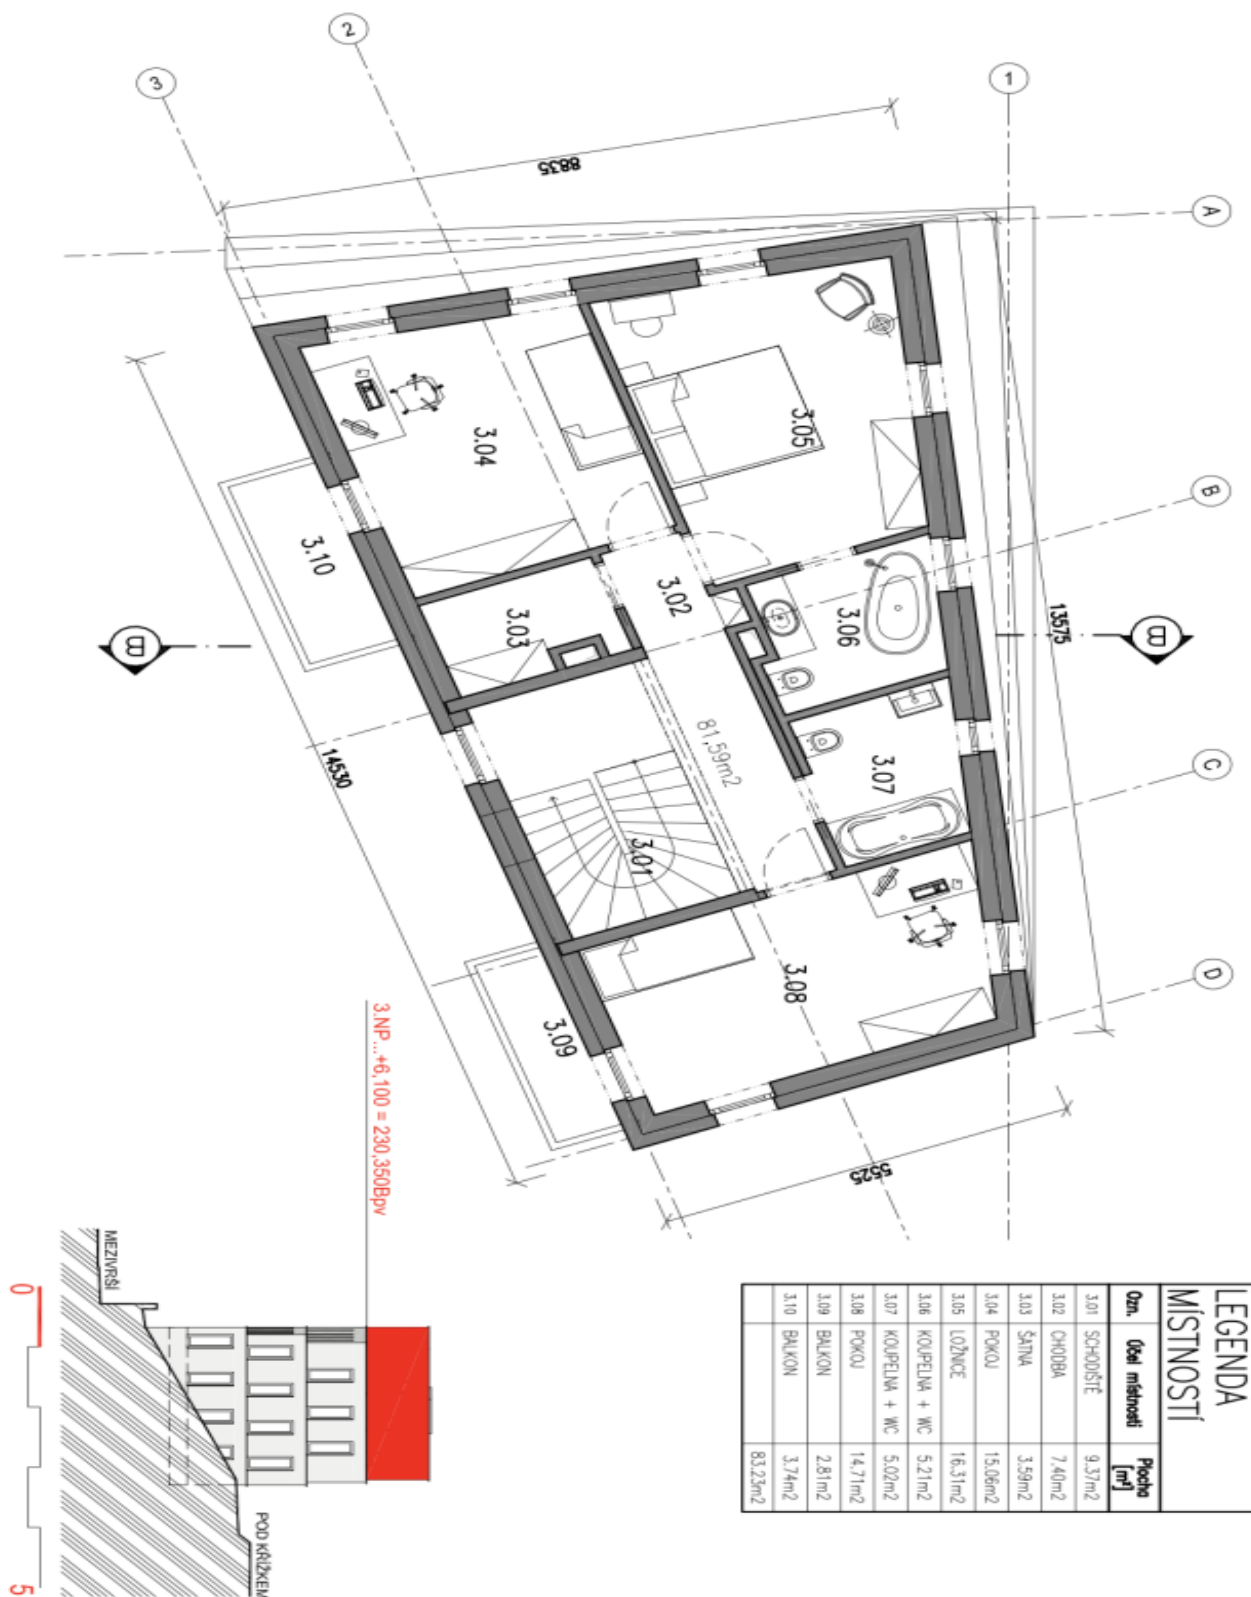 LEGENDA
MÍSTNOSTÍ
Ozn. Účel místnosti Plocha [m²]
3.01 SCHODIŠTĚ 9.37m2
3.02 CHODBA 7.40m2
3.03 ŠATNA 3.59m2
3.04 POKOJ 15.06m2
3.05 LOŽNICE 16.31m2
3.06 KOUPELNA + WC 5.21m2
3.07 KOUPELNA + WC 5.02m2
3.08 POKOJ 14.71m2
3.09 BALKON 2.81m2
3.10 BALKON 3.74m2
83.23m2
1
2
3
A
B
C
D
8835
13575
14530
5525
B
B
3.04
3.05
3.10
3.03
3.02
3.06
81,59m2
3.07
3.01
3.08
3.09
3.NP...+6,100 = 230,350Bpv
MEZIVRŠÍ
POD KŘÍŽKEM
0
5